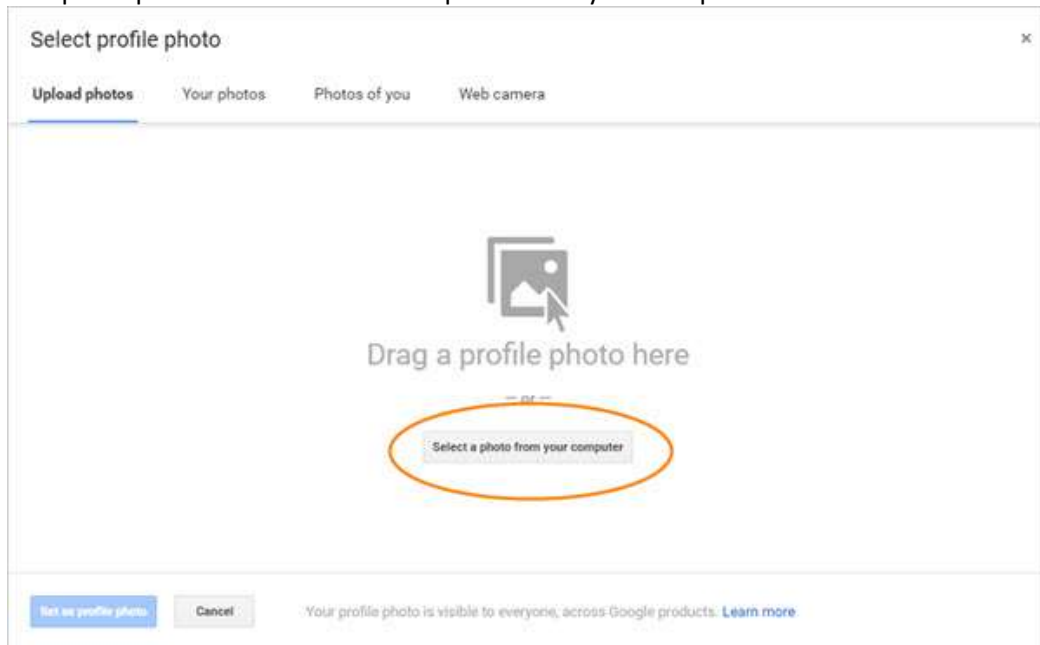 Select profile photo ×
Upload photos Your photos Photos of you Web camera
Drag a profile photo here
— or —
Select a photo from your computer
Set as profile photo Cancel Your profile photo is visible to everyone, across Google products. Learn more